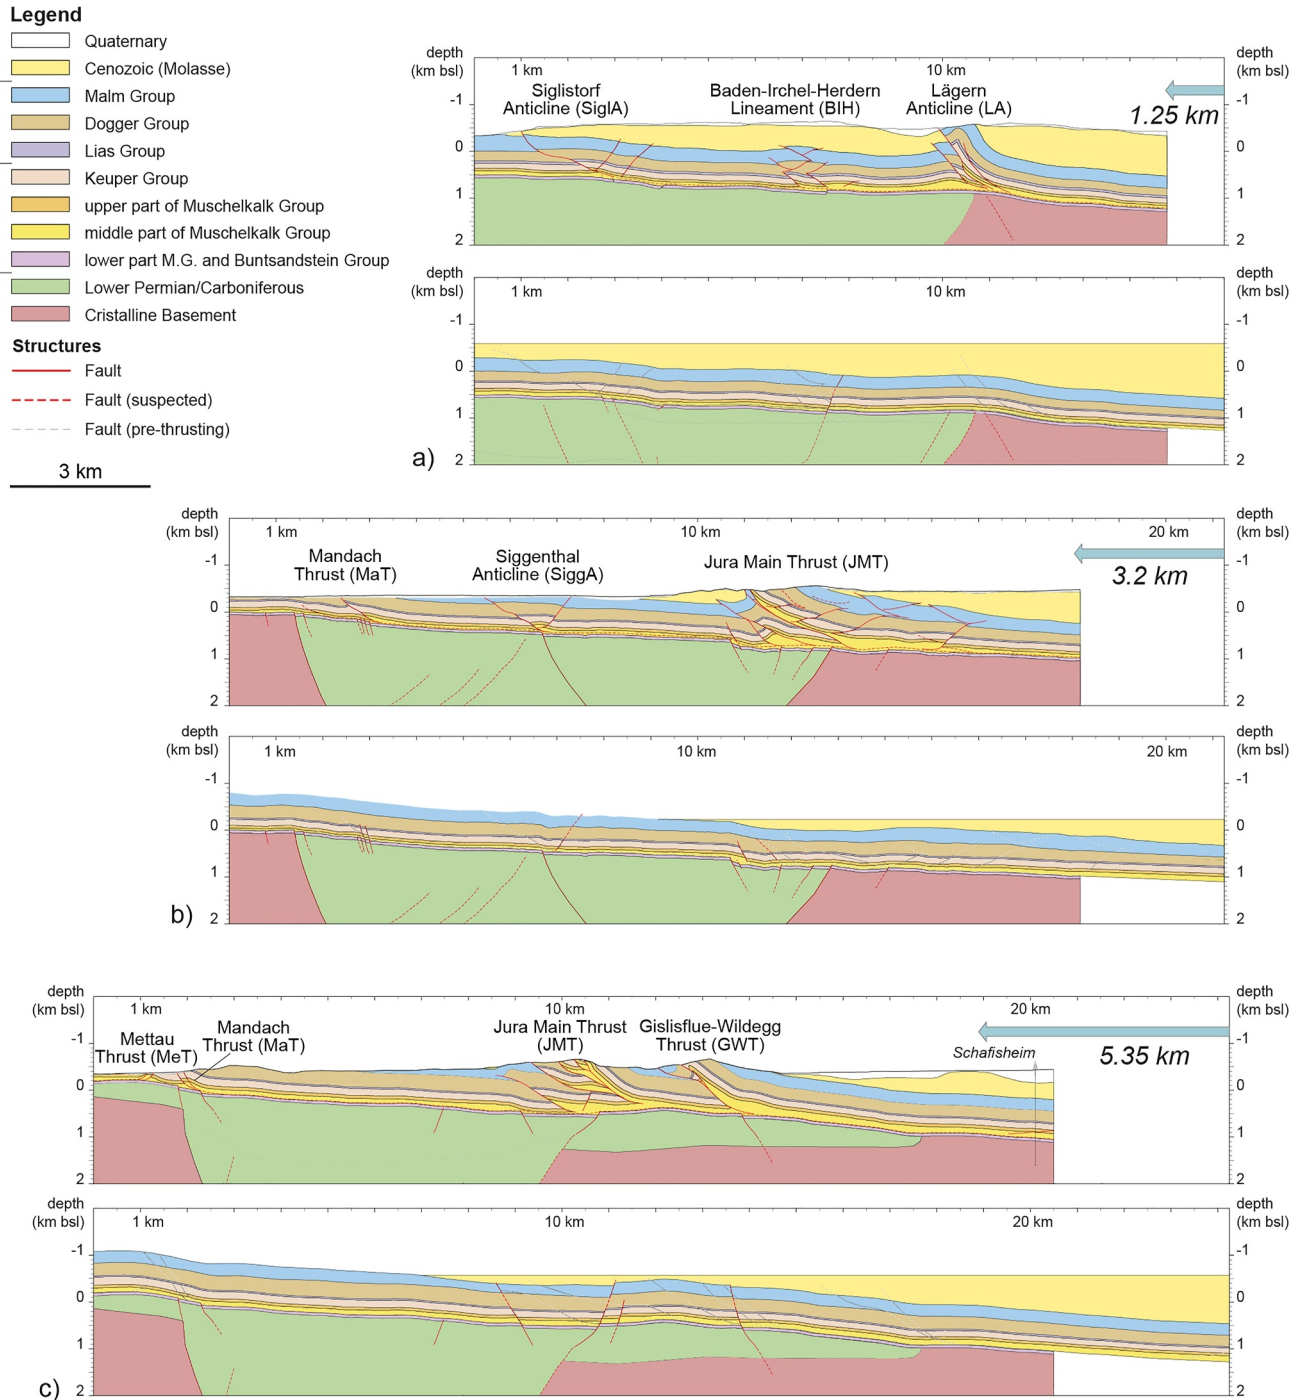 Legend
Quaternary
Cenozoic (Molasse)
Malm Group
Dogger Group
Lias Group
Keuper Group
upper part of Muschelkalk Group
middle part of Muschelkalk Group
lower part M.G. and Buntsandstein Group
Lower Permian/Carboniferous
Cristalline Basement
Structures
Fault
Fault (suspected)
Fault (pre-thrusting)
3 km
depth
(km bsl)
1 km
10 km
depth
(km bsl)
Siglistorf
Anticline (SiglA)
Baden-Irchel-Herdern
Lineament (BIH)
Lägern
Anticline (LA)
1.25 km
-1
0
1
2
-1
0
1
2
depth
(km bsl)
1 km
10 km
depth
(km bsl)
-1
0
1
2
-1
0
1
2
a)
depth
(km bsl)
1 km
10 km
20 km
depth
(km bsl)
Mandach
Thrust (MaT)
Siggenthal
Anticline (SiggA)
Jura Main Thrust (JMT)
3.2 km
-1
0
1
2
-1
0
1
2
depth
(km bsl)
1 km
10 km
20 km
depth
(km bsl)
-1
0
1
2
-1
0
1
2
b)
depth
(km bsl)
1 km
10 km
20 km
depth
(km bsl)
Mettau
Thrust (MeT)
Mandach
Thrust (MaT)
Jura Main Thrust
(JMT)
Gislisflue-Wildegg
Thrust (GWT)
Schafisheim
5.35 km
-1
0
1
2
-1
0
1
2
depth
(km bsl)
1 km
10 km
20 km
depth
(km bsl)
-1
0
1
2
-1
0
1
2
c)